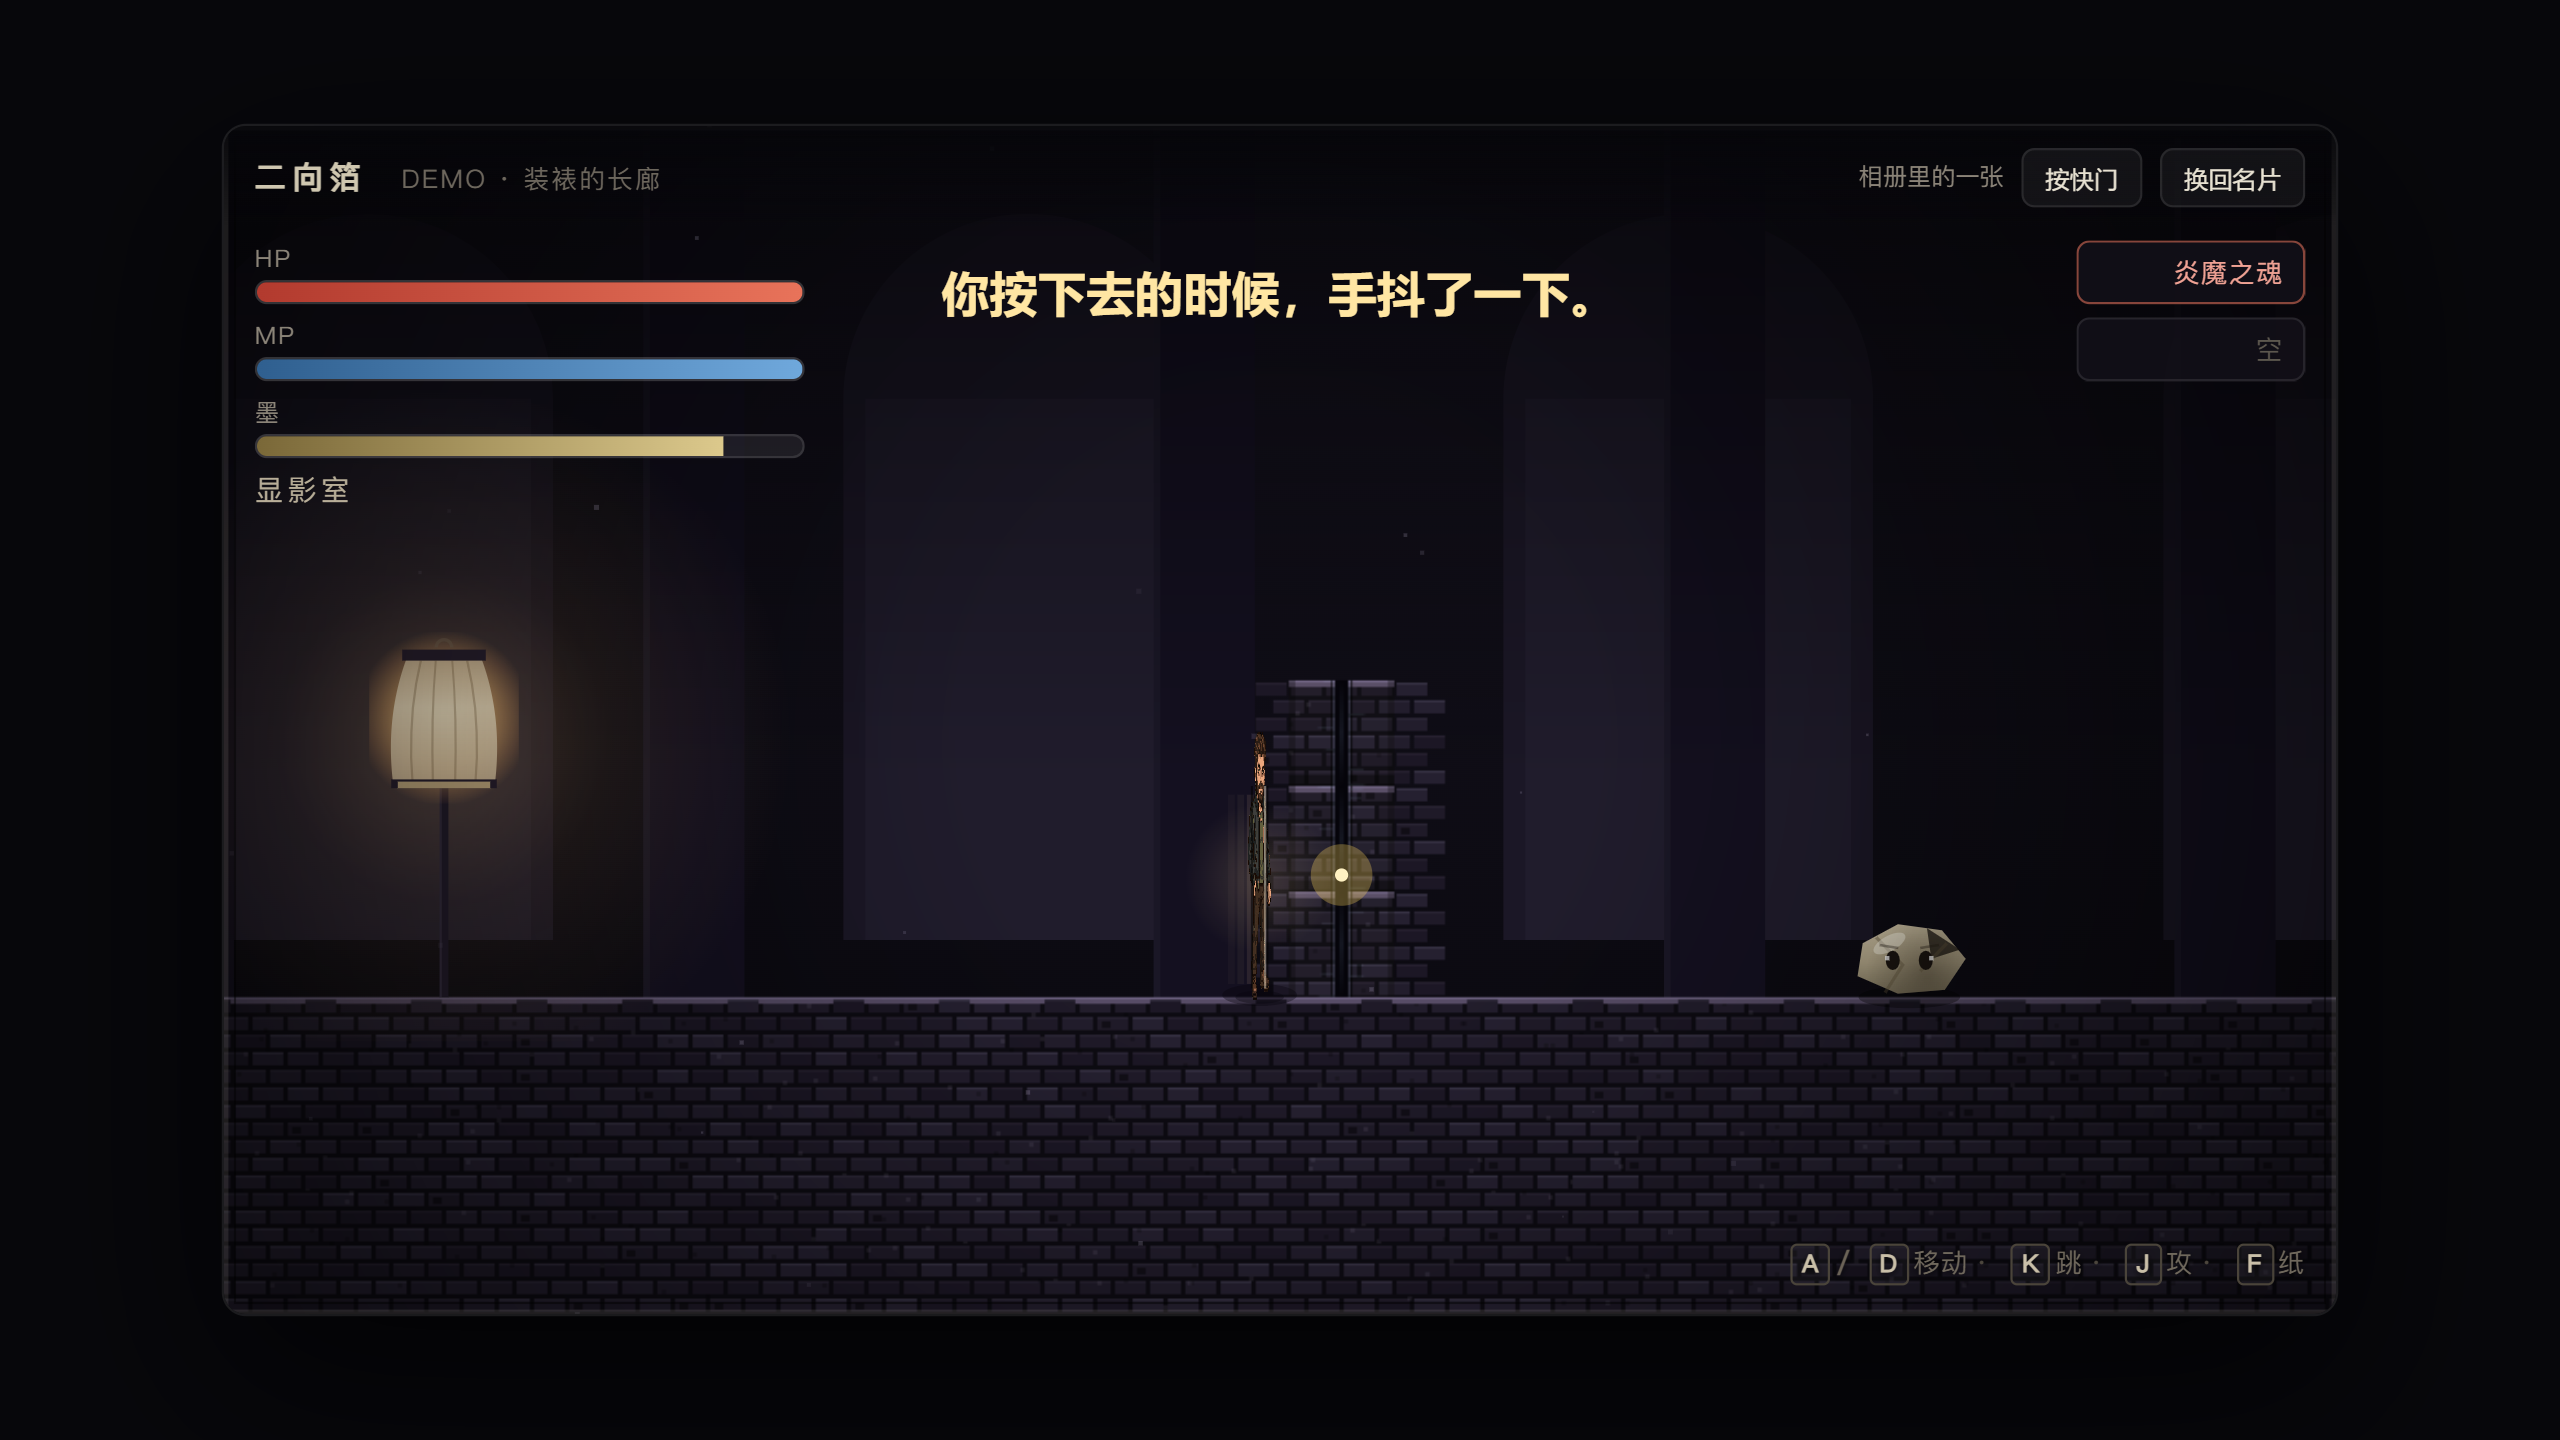 二向箔 DEMO · 装裱的长廊
相册里的一张 按快门 换回名片
HP
MP
墨
显影室
你按下去的时候，手抖了一下。
炎魔之魂
空
A / D 移动 · K 跳 · J 攻 · F 纸